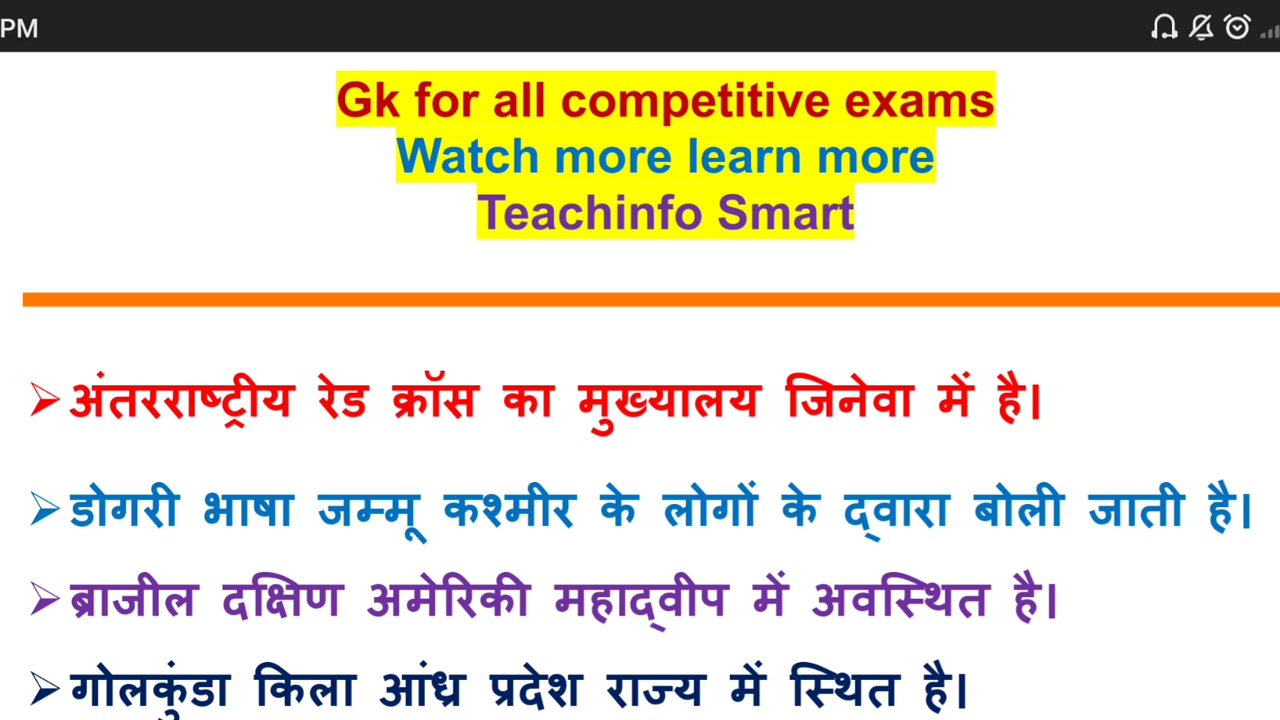 PM
Gk for all competitive exams
Watch more learn more
Teachinfo Smart
➢ अंतरराष्ट्रीय रेड क्रॉस का मुख्यालय जिनेवा में है।
➢ डोगरी भाषा जम्मू कश्मीर के लोगों के द्वारा बोली जाती है।
➢ ब्राजील दक्षिण अमेरिकी महाद्वीप में अवस्थित है।
➢ गोलकुंडा किला आंध्र प्रदेश राज्य में स्थित है।